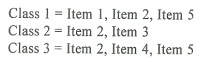 Class 1 = Item 1, Item 2, Item 5
Class 2 = Item 2, Item 3
Class 3 = Item 2, Item 4, Item 5